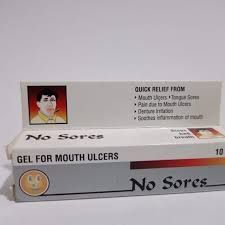 QUICK RELIEF FROM
• Mouth Ulcers • Tongue Sores
• Pain due to Mouth Ulcers
• Denture Irritation
• Soothes inflammation of mouth
No Sores
GEL FOR MOUTH ULCERS
10
No Sores